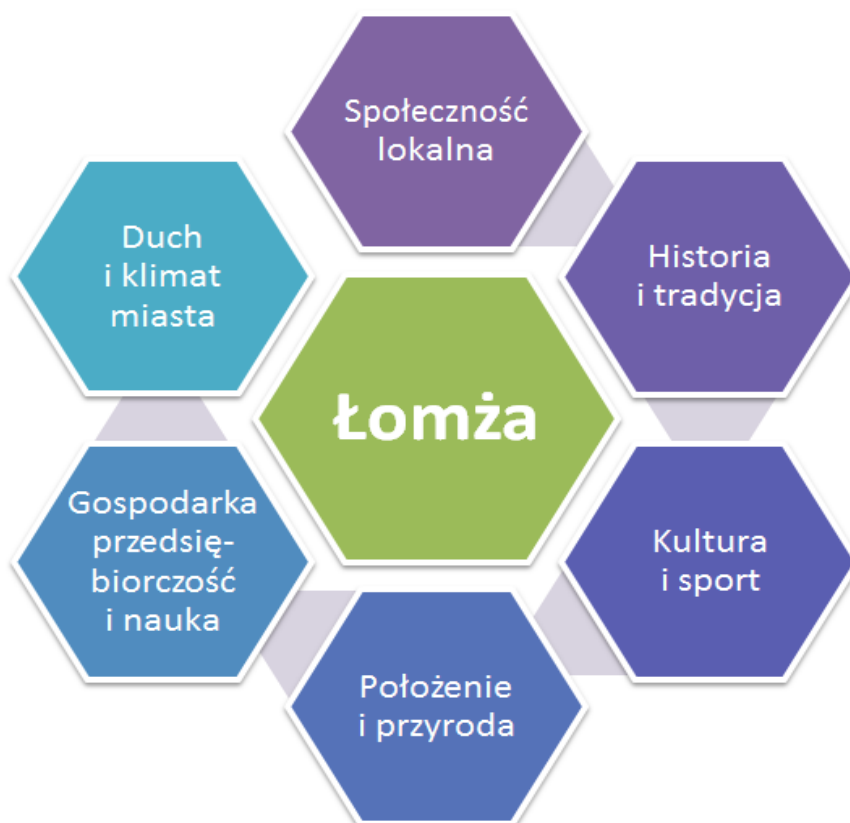 Społeczność
lokalna
Historia
i tradycja
Kultura
i sport
Położenie
i przyroda
Gospodarka
przedsię-
biorczość
i nauka
Duch
i klimat
miasta
Łomża